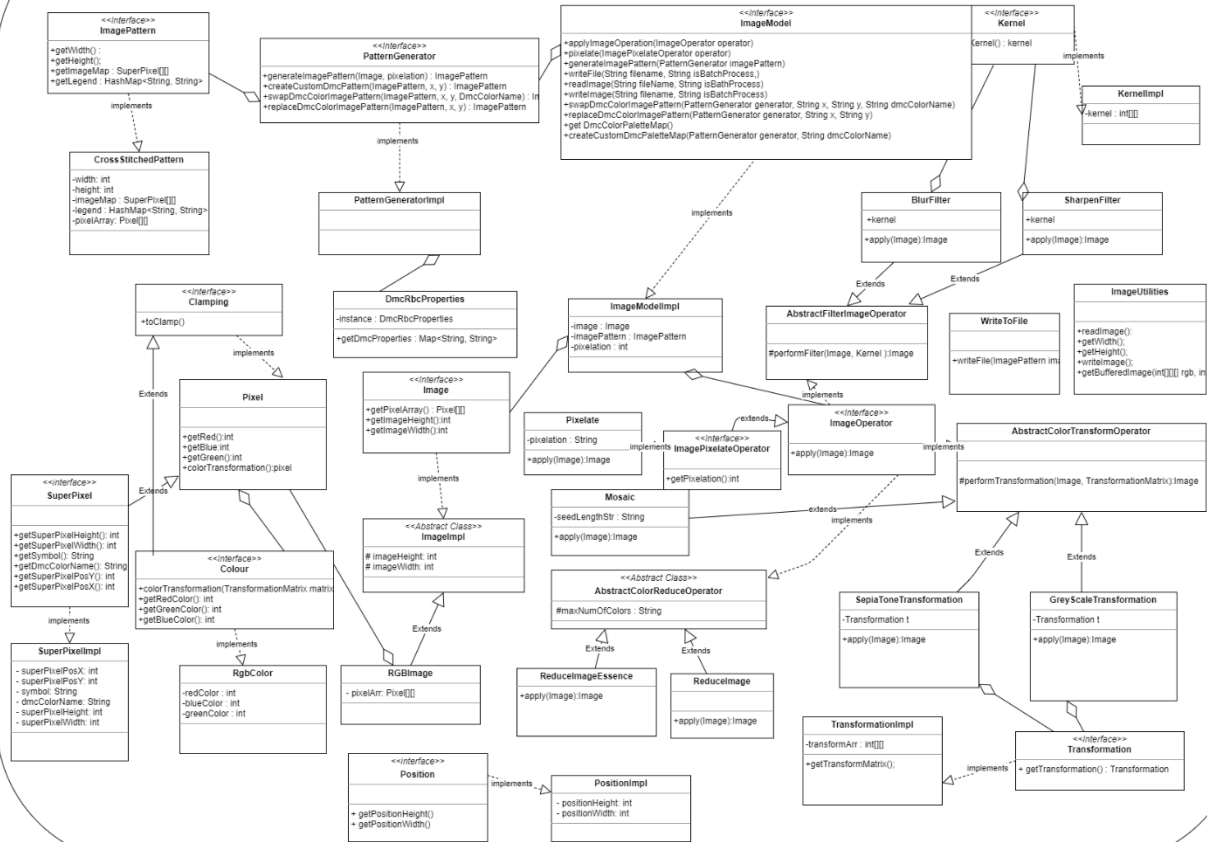 <<interface>>
ImagePattern
+getWidth() :
+getHeight();
+getImageMap : SuperPixel[][]
+getLegend : HashMap<String, String>
implements
CrossStitchedPattern
-width: int
-height: int
-imageMap : SuperPixel[][]
-legend : HashMap<String, String>
-pixelArray: Pixel[][]
<<interface>>
PatternGenerator
+generateImagePattern(Image, pixelation) : ImagePattern
+createCustomDmcPattern(ImagePattern, x, y) : ImagePattern
+swapDmcColorImagePattern(ImagePattern, x, y, DmcColorName) : In
+replaceDmcColorImagePattern(ImagePattern, x, y) : ImagePattern
implements
PatternGeneratorImpl
<<interface>>
ImageModel
+applyImageOperation(ImageOperator operator)
+pixelate(ImagePixelateOperator operator)
+generateImagePattern(PatternGenerator imagePattern)
+writeFile(String filename, String isBatchProcess,)
+readImage(String fileName, String isBathProcess)
+writeImage(String filename, String isBatchProcess)
+swapDmcColorImagePattern(PatternGenerator generator, String x, String y, String dmcColorName)
+replaceDmcColorImagePattern(PatternGenerator generator, String x, String y)
+get DmcColorPaletteMap()
+createCustomDmcPaletteMap(PatternGenerator generator, String dmcColorName)
implements
<<interface>>
Kernel
Kernel() : kernel
implements
KernelImpl
-kernel : int[][]
BlurFilter
+kernel
+apply(Image):Image
Extends
SharpenFilter
+kernel
+apply(Image):Image
Extends
<<interface>>
Clamping
+toClamp()
implements
Extends
DmcRbcProperties
-instance : DmcRbcProperties
+getDmcProperties : Map<String, String>
ImageModelImpl
-image : Image
-imagePattern : ImagePattern
-pixelation : int
AbstractFilterImageOperator
#performFilter(Image, Kernel ):Image
implements
WriteToFile
+writeFile(ImagePattern ima
ImageUtilities
+readImage();
+getWidth();
+getHeight();
+writeImage();
+getBufferedImage(int[][][] rgb, in
Pixel
+getRed():int
+getBlue:int
+getGreen():int
+colorTransformation():pixel
<<interface>>
Image
+getPixelArray() : Pixel[][]
+getImageHeight():int
+getImageWidth():int
implements
Pixelate
-pixelation : String
+apply(Image):Image
implements
<<interface>>
ImagePixelateOperator
+getPixelation():int
extends
<<interface>>
ImageOperator
+apply(Image):Image
implements
AbstractColorTransformOperator
#performTransformation(Image, TransformationMatrix):Image
<<interface>>
SuperPixel
+getSuperPixelHeight(): int
+getSuperPixelWidth(): int
+getSymbol(): String
+getDmcColorName(): String
+getSuperPixelPosY(): int
+getSuperPixelPosX(): int
Extends
implements
Mosaic
-seedLengthStr : String
+apply(Image):Image
extends
implements
<<Abstract Class>>
ImageImpl
# imageHeight: int
# imageWidth: int
Extends
<<interface>>
Colour
+colorTransformation(TransformationMatrix matrix
+getRedColor(): int
+getGreenColor(): int
+getBlueColor(): int
implements
<<Abstract Class>>
AbstractColorReduceOperator
#maxNumOfColors : String
Extends
Extends
Extends
Extends
SepiaToneTransformation
-Transformation t
+apply(Image):Image
GreyScaleTransformation
-Transformation t
+apply(Image):Image
SuperPixelImpl
- superPixelPosX: int
- superPixelPosY: int
- symbol: String
- dmcColorName: String
- superPixelHeight: int
- superPixelWidth: int
RgbColor
-redColor : int
-blueColor : int
-greenColor : int
RGBImage
- pixelArr: Pixel[][]
ReduceImageEssence
+apply(Image):Image
ReduceImage
+apply(Image):Image
TransformationImpl
-transformArr : int[][]
+getTransformMatrix();
implements
<<interface>>
Transformation
+ getTransformation() : Transformation
<<interface>>
Position
+ getPositionHeight()
+ getPositionWidth()
implements
PositionImpl
- positionHeight: int
- positionWidth: int